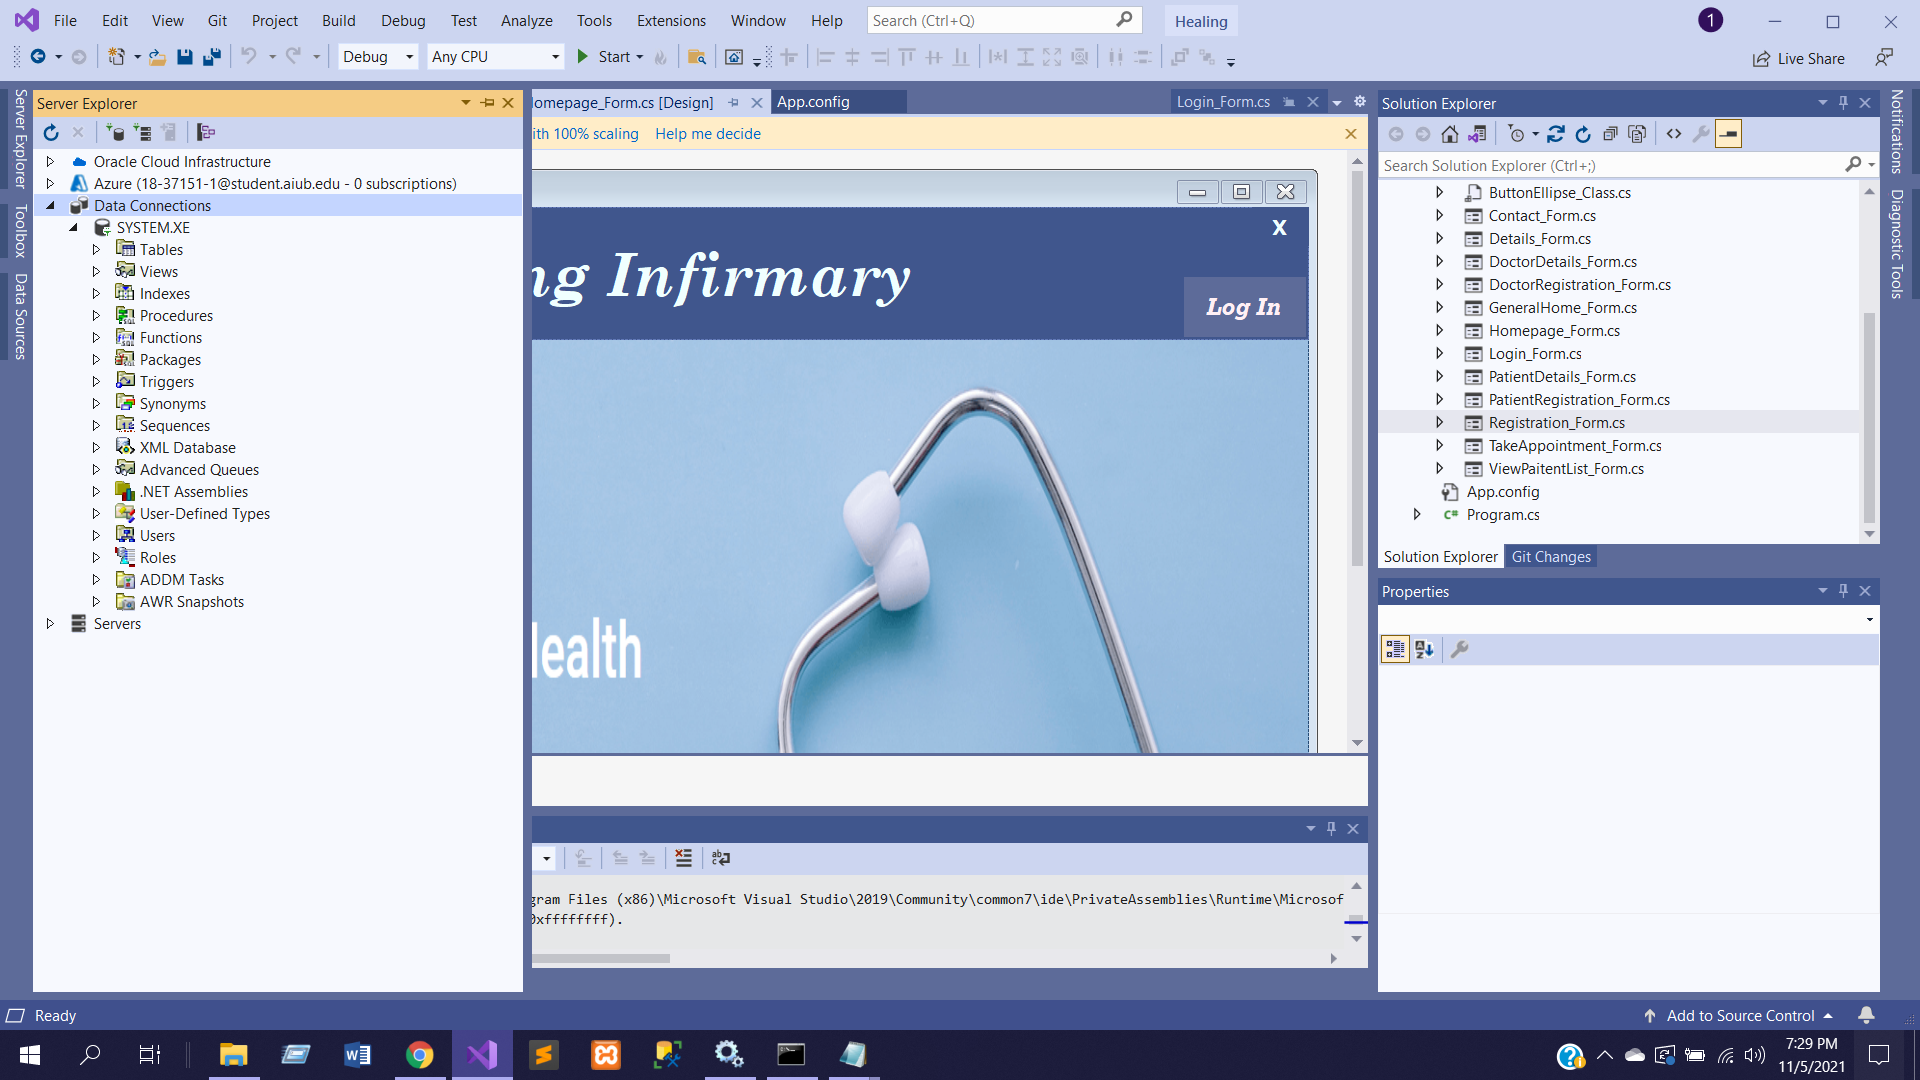 File Edit View Git Project Build Debug Test Analyze Tools Extensions Window Help Search (Ctrl+Q) Healing 1
Debug Any CPU Start Live Share
Server Explorer
Toolbox
Data Sources
Server Explorer
Oracle Cloud Infrastructure
Azure (18-37151-1@student.aiub.edu - 0 subscriptions)
Data Connections
SYSTEM.XE
Tables
Views
Indexes
Procedures
Functions
Packages
Triggers
Synonyms
Sequences
XML Database
Advanced Queues
.NET Assemblies
User-Defined Types
Users
Roles
ADDM Tasks
AWR Snapshots
Servers
omepage_Form.cs [Design] App.config Login_Form.cs
ith 100% scaling Help me decide
X
ng Infirmary
Log In
ealth
gram Files (x86)\Microsoft Visual Studio\2019\Community\common7\ide\PrivateAssemblies\Runtime\Microsof
0xffffffff).
Solution Explorer
Search Solution Explorer (Ctrl+;)
ButtonEllipse_Class.cs
Contact_Form.cs
Details_Form.cs
DoctorDetails_Form.cs
DoctorRegistration_Form.cs
GeneralHome_Form.cs
Homepage_Form.cs
Login_Form.cs
PatientDetails_Form.cs
PatientRegistration_Form.cs
Registration_Form.cs
TakeAppointment_Form.cs
ViewPaitentList_Form.cs
App.config
C# Program.cs
Solution Explorer Git Changes
Properties
Notifications
Diagnostic Tools
Ready Add to Source Control
7:29 PM
11/5/2021